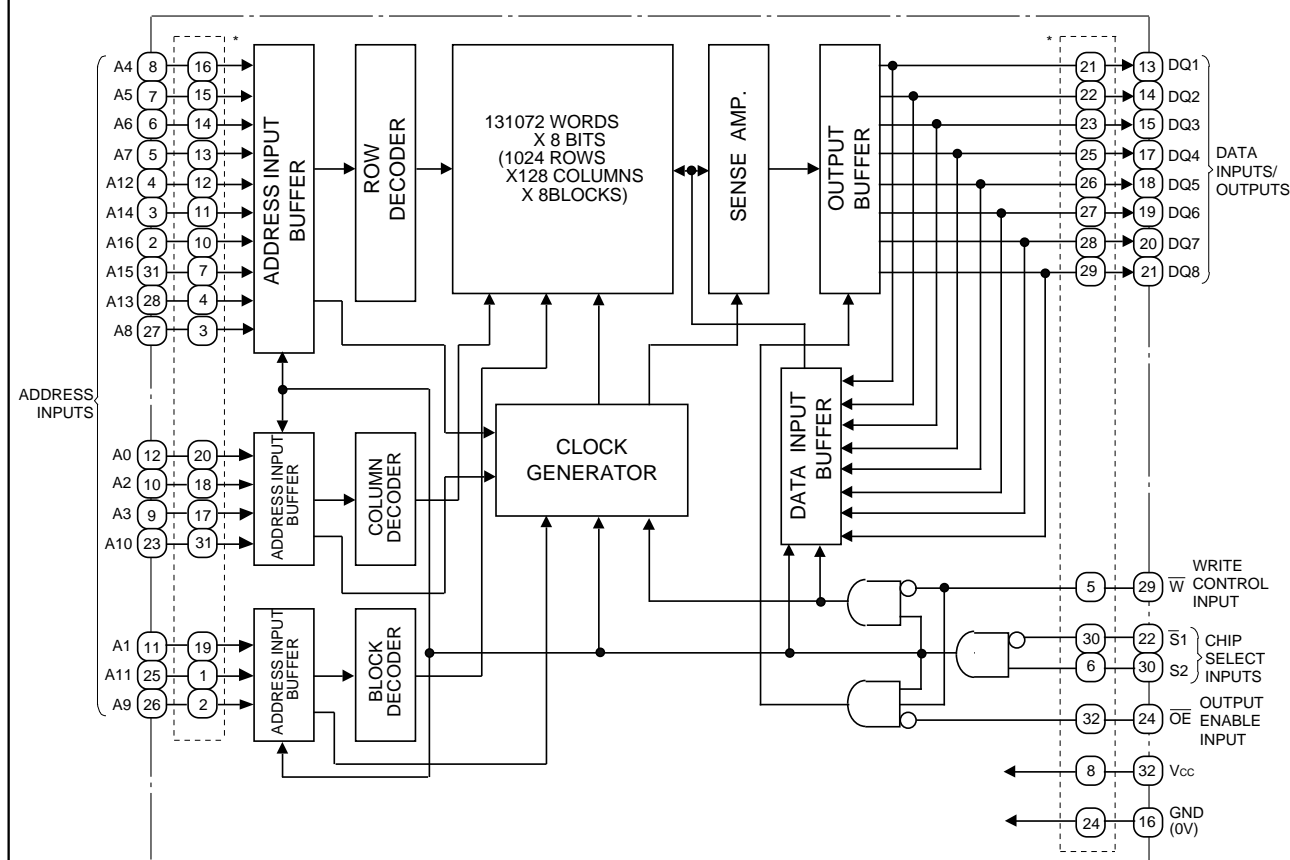 *
*
A4 8 16
A5 7 15
A6 6 14
A7 5 13
A12 4 12
A14 3 11
A16 2 10
A15 31 7
A13 28 4
A8 27 3
ADDRESS
INPUTS
A0 12 20
A2 10 18
A3 9 17
A10 23 31
A1 11 19
A11 25 1
A9 26 2
ADDRESS INPUT
BUFFER
ROW
DECODER
131072 WORDS
X 8 BITS
(1024 ROWS
X128 COLUMNS
X 8BLOCKS)
SENSE AMP.
OUTPUT
BUFFER
21 13 DQ1
22 14 DQ2
23 15 DQ3
25 17 DQ4
26 18 DQ5
27 19 DQ6
28 20 DQ7
29 21 DQ8
DATA
INPUTS/
OUTPUTS
ADDRESS INPUT
BUFFER
COLUMN
DECODER
CLOCK
GENERATOR
DATA INPUT
BUFFER
ADDRESS INPUT
BUFFER
BLOCK
DECODER
5 29 W̅
WRITE
CONTROL
INPUT
30 22 S̅1
6 30 S2
CHIP
SELECT
INPUTS
32 24 O̅E̅
OUTPUT
ENABLE
INPUT
8 32 Vcc
24 16 GND
(0V)